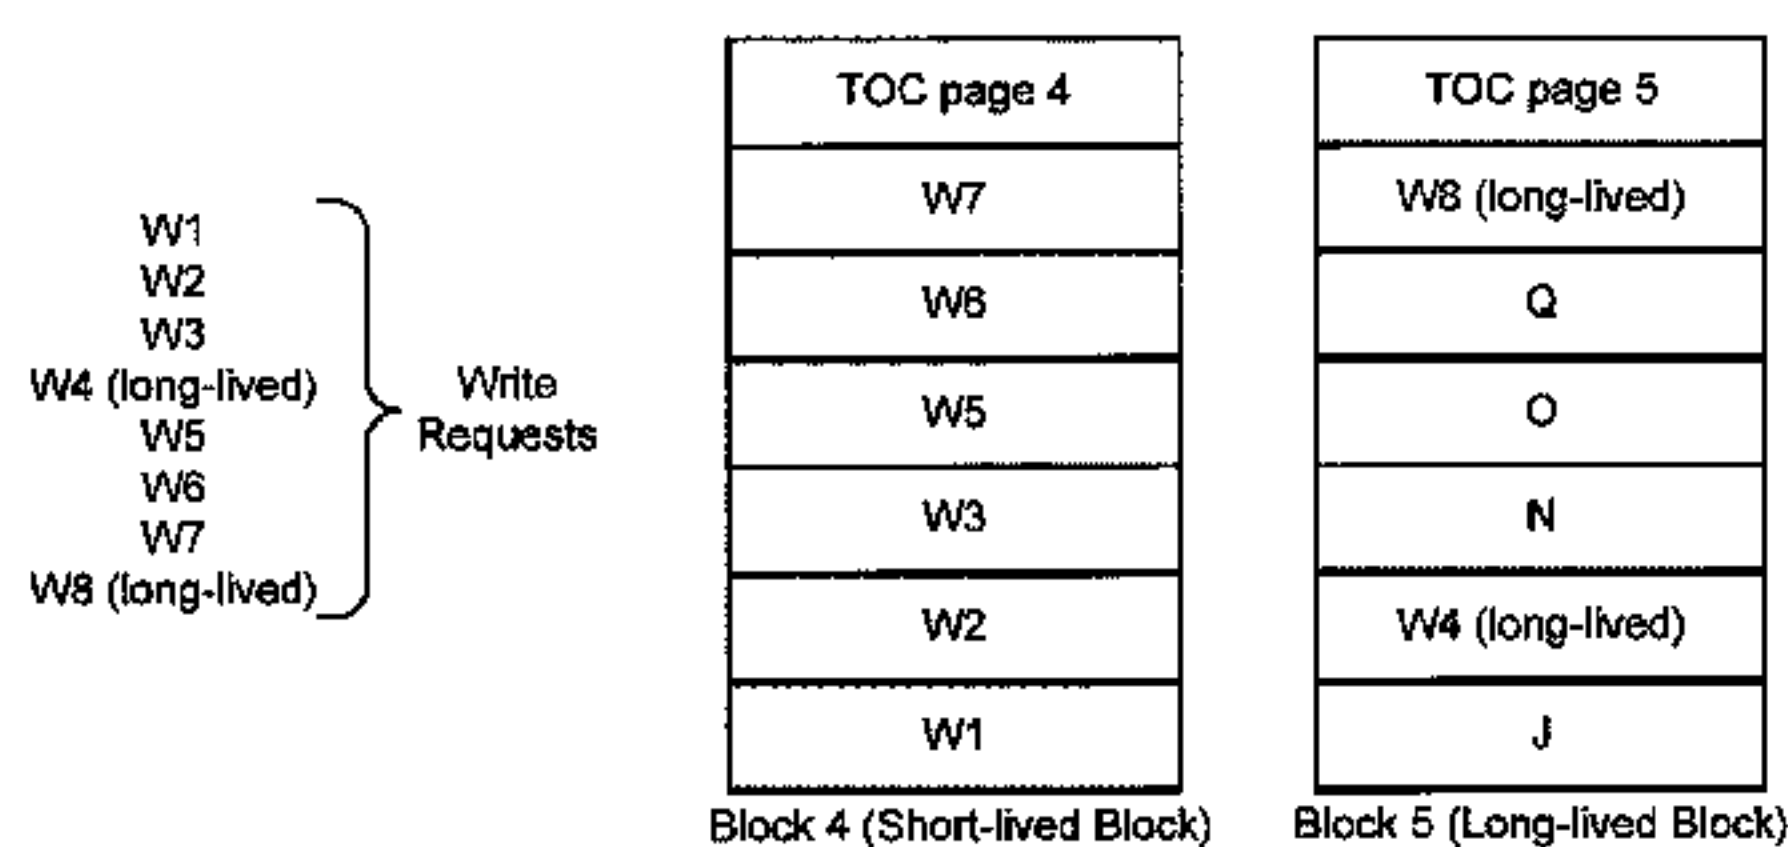 W1
W2
W3
W4 (long-lived)
W5
W6
W7
W8 (long-lived)
Write
Requests
TOC page 4
W7
W6
W5
W3
W2
W1
Block 4 (Short-lived Block)
TOC page 5
W8 (long-lived)
Q
O
N
W4 (long-lived)
J
Block 5 (Long-lived Block)